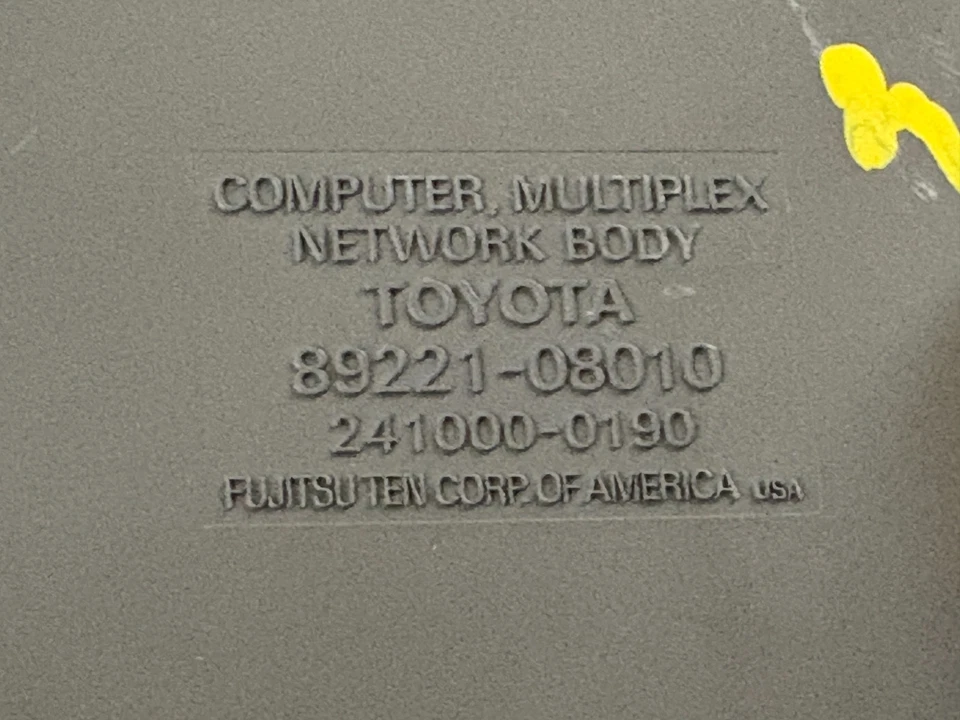 COMPUTER, MULTIPLEX
NETWORK BODY
TOYOTA
89221-08010
241000-0190
FUJITSU TEN CORP. OF AMERICA USA